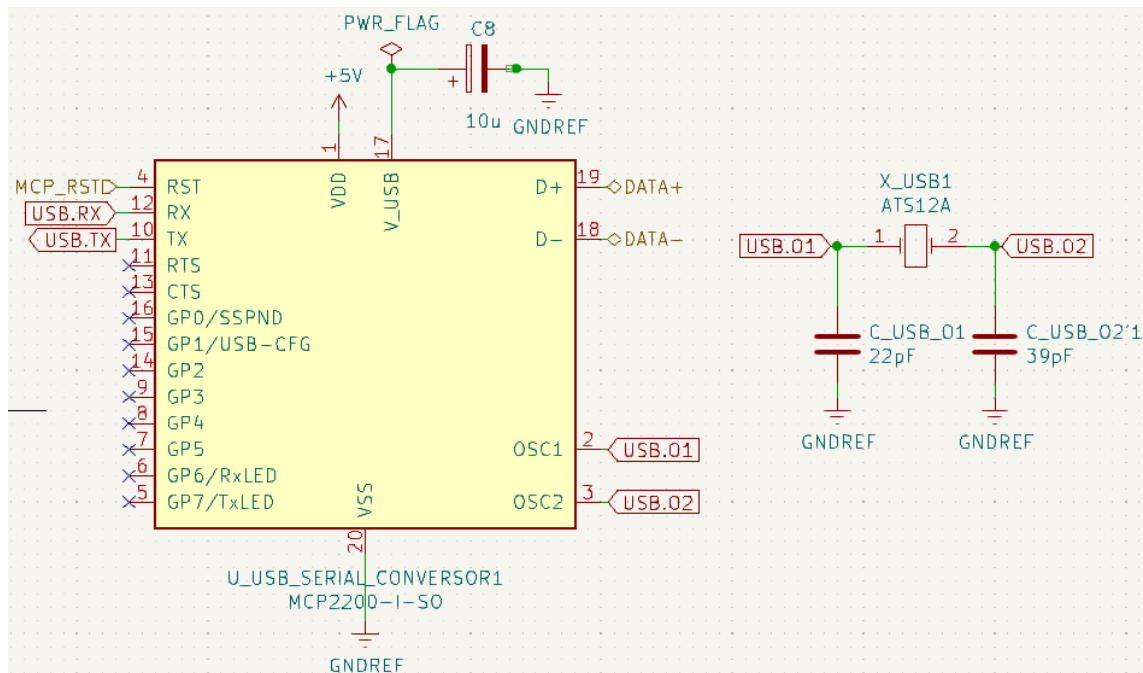 PWR_FLAG
C8
+5V
+
10u
GNDREF
1
17
VDD
V_USB
MCP_RST
4
RST
USB.RX
12
RX
USB.TX
10
TX
11
RTS
13
CTS
16
GP0/SSPND
15
GP1/USB-CFG
14
GP2
9
GP3
8
GP4
7
GP5
6
GP6/RxLED
5
GP7/TxLED
D+
19
DATA+
D-
18
DATA-
OSC1
2
USB.O1
OSC2
3
USB.O2
VSS
20
U_USB_SERIAL_CONVERSOR1
MCP2200-I-SO
GNDREF
X_USB1
ATS12A
USB.O1
1
2
USB.O2
C_USB_O1
22pF
C_USB_O2'1
39pF
GNDREF
GNDREF